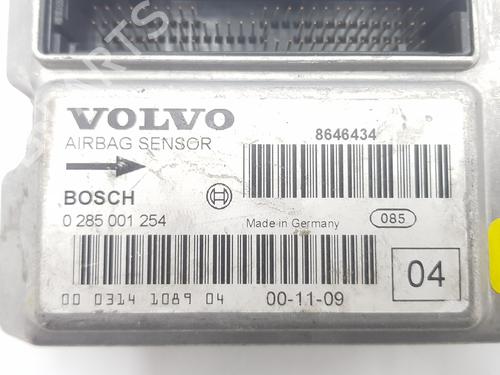 VOLVO
AIRBAG SENSOR
8646434
BOSCH
0 285 001 254
Made in Germany
085
00 0314 1089 04
00-11-09
04